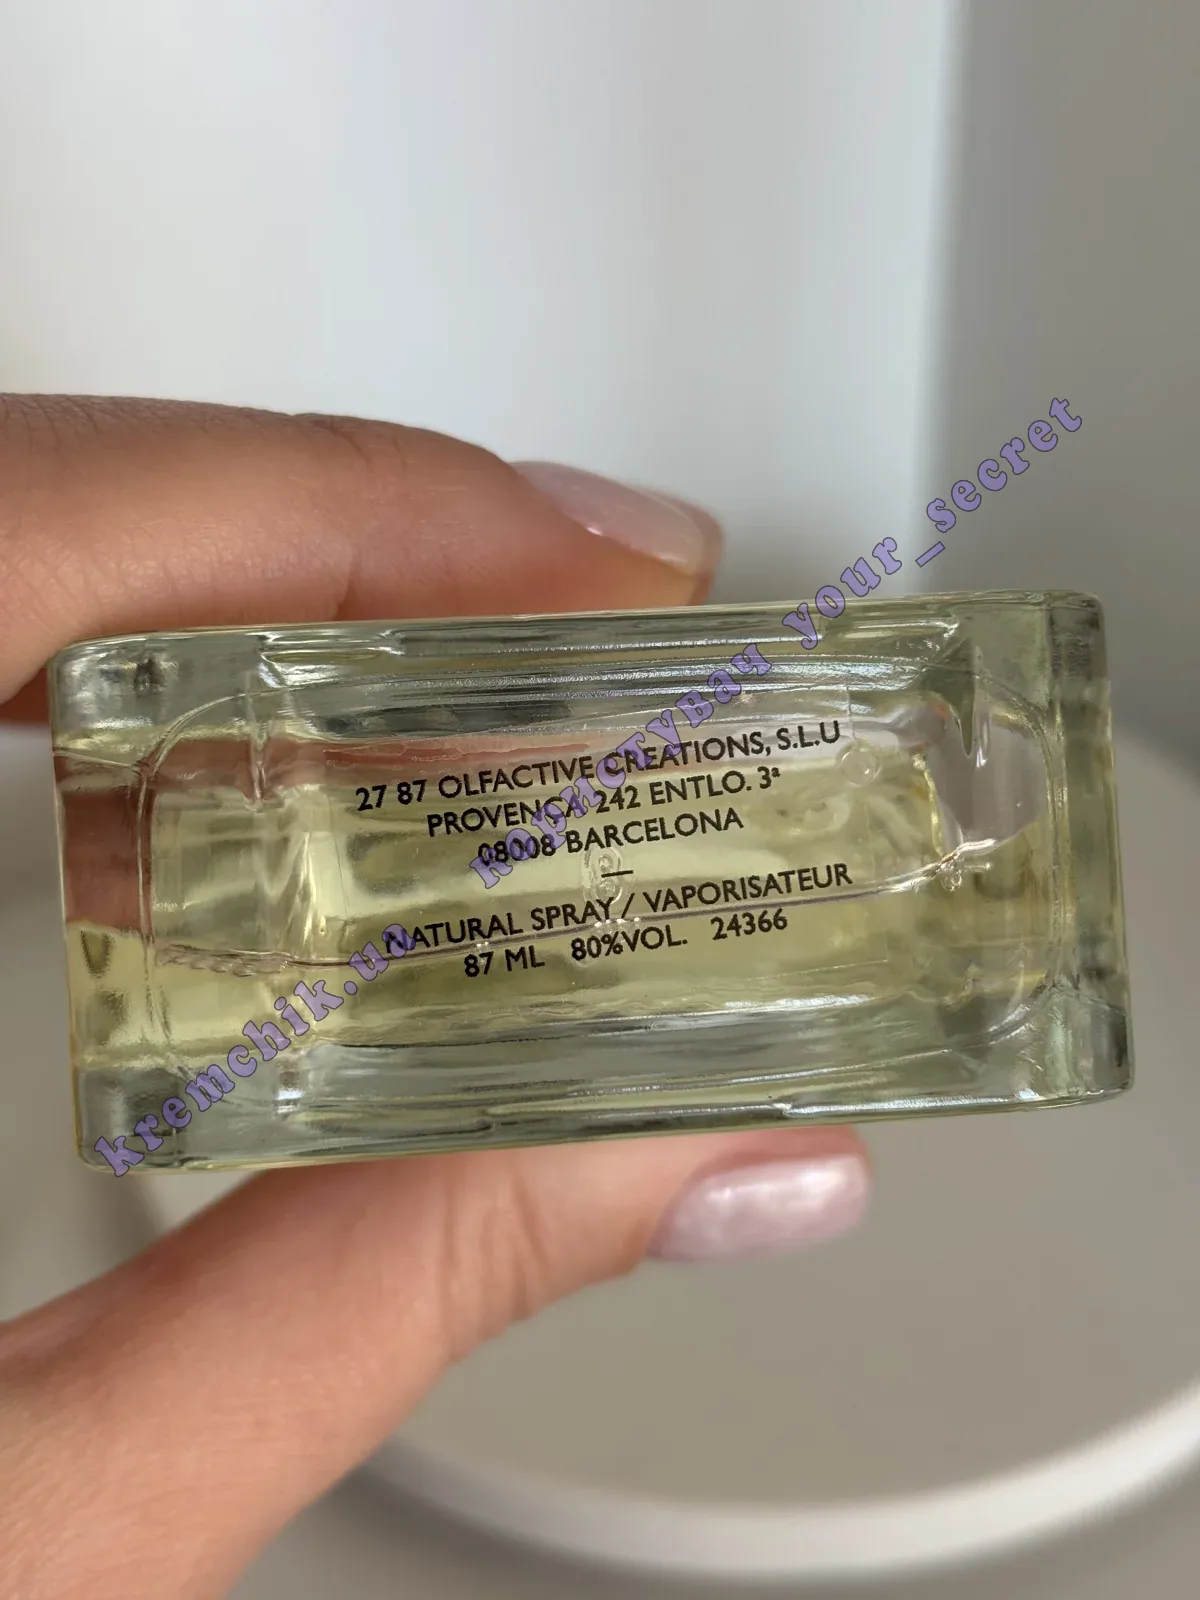 27 87 OLFACTIVE CREATIONS, S.L.U
PROVENÇA 242 ENTLO. 3ª
08008 BARCELONA
—
NATURAL SPRAY / VAPORISATEUR
87 ML 80%VOL. 24366
kremchik.ua користувач your_secret